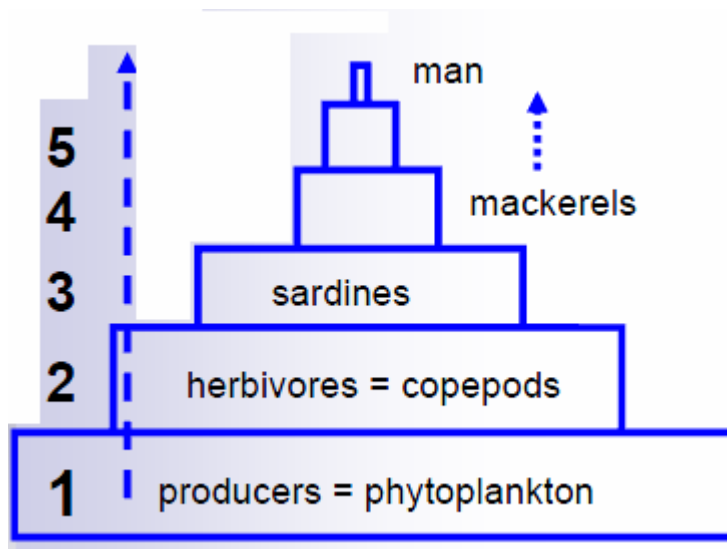 man
5
4
mackerels
3
sardines
2
herbivores = copepods
1
producers = phytoplankton